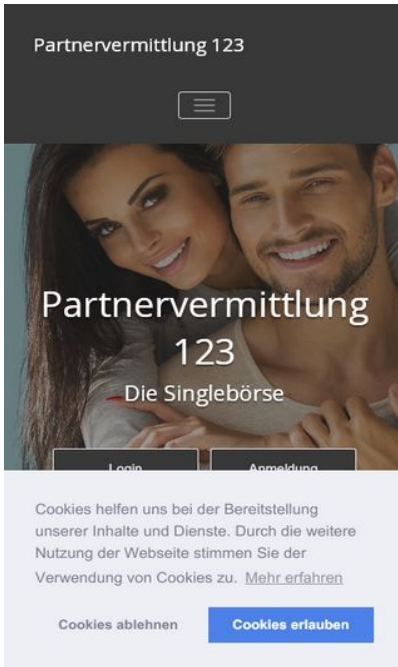 Partnervermittlung 123
Partnervermittlung
123
Die Singlebörse
Login
Anmeldung
Cookies helfen uns bei der Bereitstellung
unserer Inhalte und Dienste. Durch die weitere
Nutzung der Webseite stimmen Sie der
Verwendung von Cookies zu. Mehr erfahren
Cookies ablehnen
Cookies erlauben